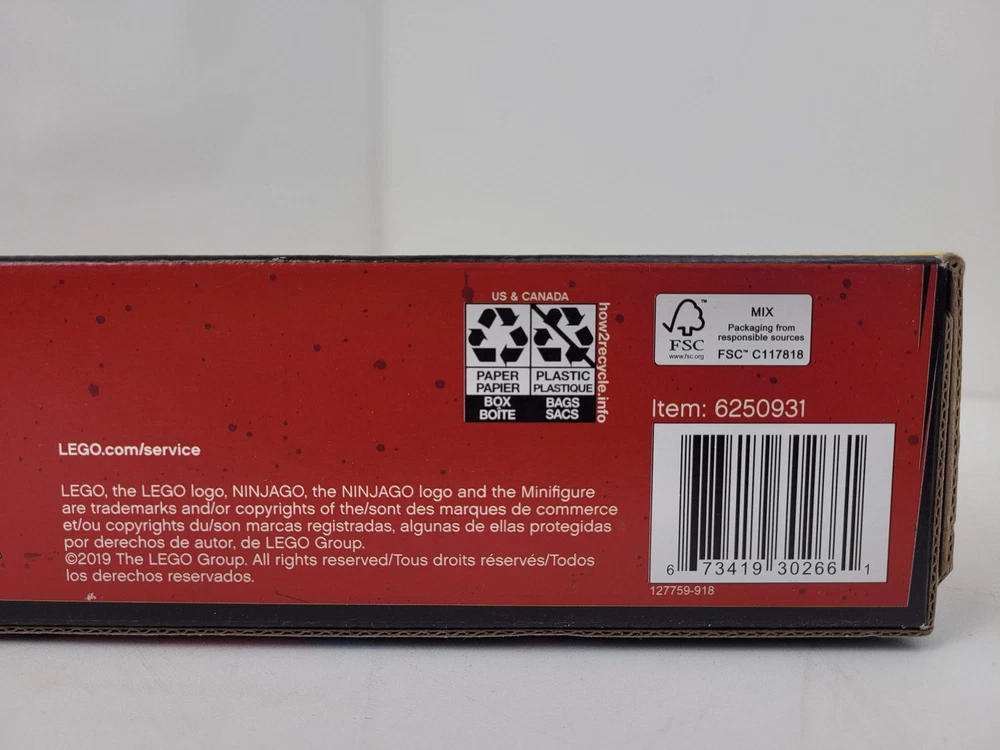 US & CANADA
PAPER
PAPIER
BOX
BOÎTE
PLASTIC
PLASTIQUE
BAGS
SACS
how2recycle.info
FSC
www.fsc.org
™
MIX
Packaging from
responsible sources
FSC™ C117818
Item: 6250931
6 73419 30266 1
127759-918
LEGO.com/service
LEGO, the LEGO logo, NINJAGO, the NINJAGO logo and the Minifigure
are trademarks and/or copyrights of the/sont des marques de commerce
et/ou copyrights du/son marcas registradas, algunas de ellas protegidas
por derechos de autor, de LEGO Group.
©2019 The LEGO Group. All rights reserved/Tous droits réservés/Todos
los derechos reservados.